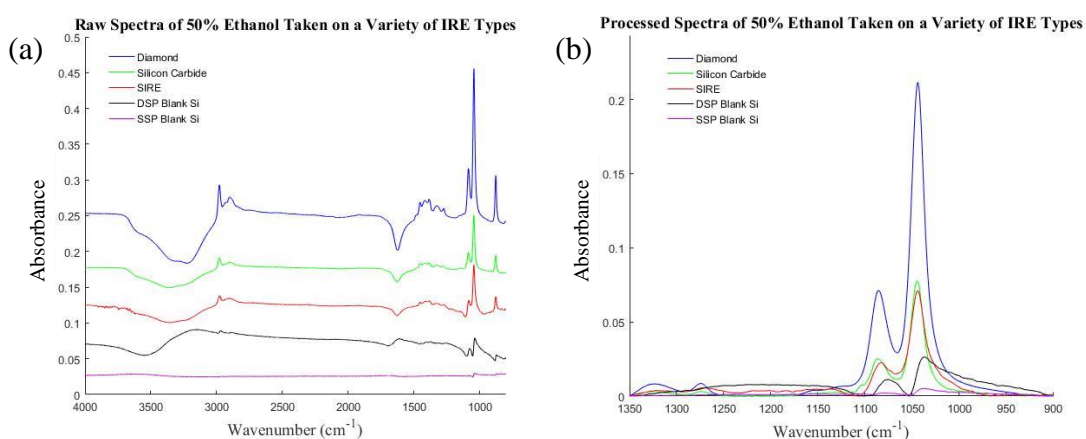 (a)
Raw Spectra of 50% Ethanol Taken on a Variety of IRE Types
Diamond
Silicon Carbide
SIRE
DSP Blank Si
SSP Blank Si
0.5
0.45
0.4
0.35
0.3
0.25
0.2
0.15
0.1
0.05
0
Absorbance
4000 3500 3000 2500 2000 1500 1000
Wavenumber (cm-1)
(b)
Processed Spectra of 50% Ethanol Taken on a Variety of IRE Types
Diamond
Silicon Carbide
SIRE
DSP Blank Si
SSP Blank Si
0.2
0.15
0.1
0.05
0
Absorbance
1350 1300 1250 1200 1150 1100 1050 1000 950 900
Wavenumber (cm-1)